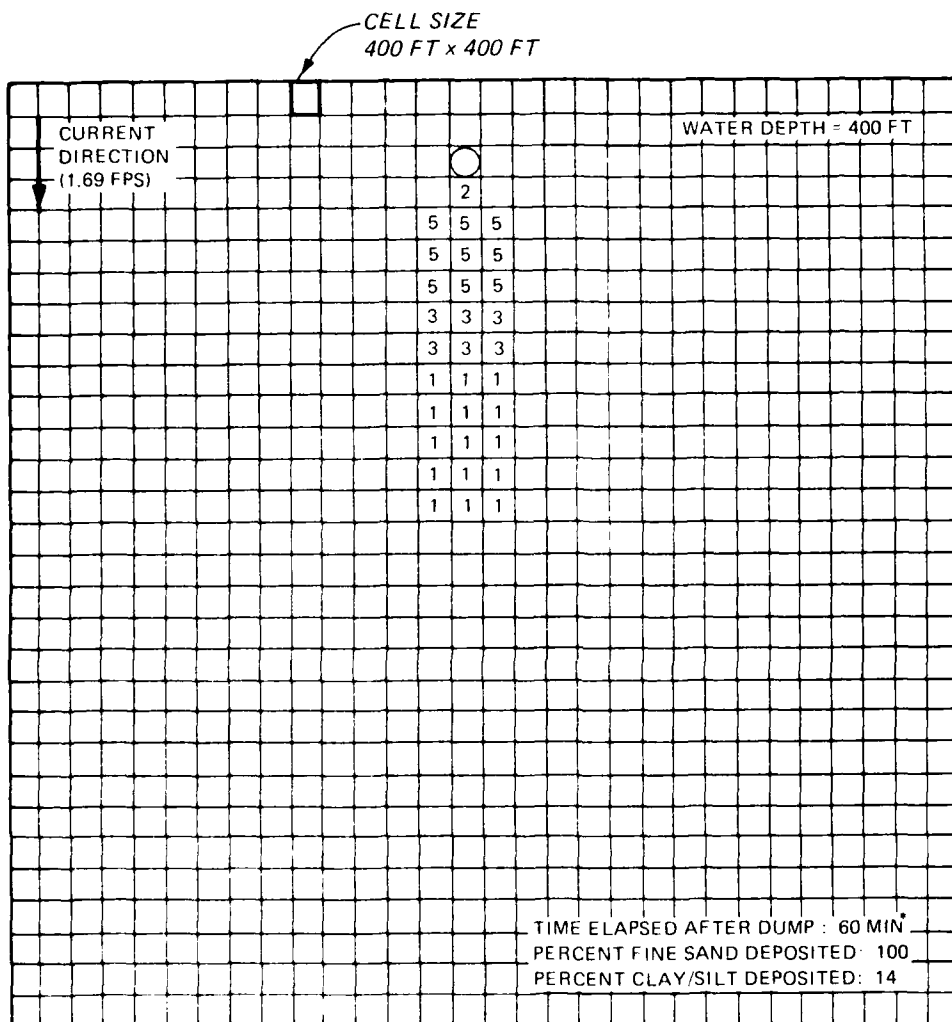 CELL SIZE
400 FT x 400 FT
CURRENT
DIRECTION
(1.69 FPS)
WATER DEPTH = 400 FT
2
5 5 5
5 5 5
5 5 5
3 3 3
3 3 3
1 1 1
1 1 1
1 1 1
1 1 1
1 1 1
TIME ELAPSED AFTER DUMP : 60 MIN*
PERCENT FINE SAND DEPOSITED: 100
PERCENT CLAY/SILT DEPOSITED: 14